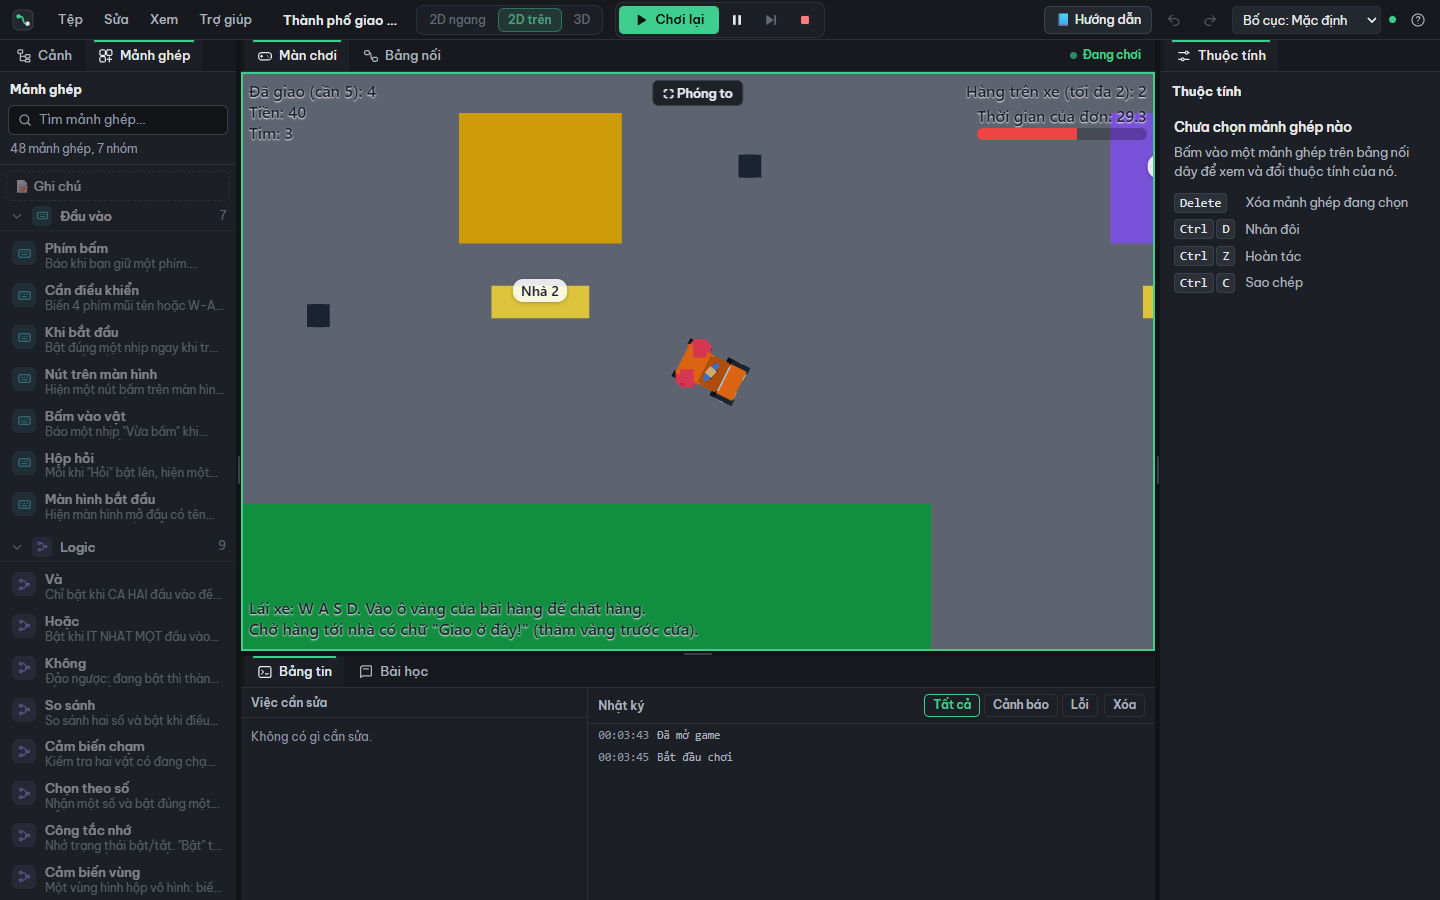 Tệp
Sửa
Xem
Trợ giúp
Thành phố giao ...
2D ngang
2D trên
3D
Chơi lại
Hướng dẫn
Bố cục: Mặc định
Cảnh
Mảnh ghép
Màn chơi
Bảng nối
Đang chơi
Thuộc tính
Mảnh ghép
Tìm mảnh ghép...
48 mảnh ghép, 7 nhóm
Ghi chú
Đầu vào
7
Phím bấm
Báo khi bạn giữ một phím....
Cần điều khiển
Biến 4 phím mũi tên hoặc W-A...
Khi bắt đầu
Bật đúng một nhịp ngay khi tr...
Nút trên màn hình
Hiện một nút bấm trên màn hìn...
Bấm vào vật
Báo một nhịp "Vừa bấm" khi...
Hộp hỏi
Mỗi khi "Hỏi" bật lên, hiện một...
Màn hình bắt đầu
Hiện màn hình mở đầu có tên...
Logic
9
Và
Chỉ bật khi CẢ HAI đầu vào đề...
Hoặc
Bật khi ÍT NHẤT MỘT đầu vào...
Không
Đảo ngược: đang bật thì thàn...
So sánh
So sánh hai số và bật khi điều...
Cảm biến chạm
Kiểm tra hai vật có đang chạ...
Chọn theo số
Nhận một số và bật đúng một...
Công tắc nhớ
Nhớ trạng thái bật/tắt. "Bật" t...
Cảm biến vùng
Một vùng hình hộp vô hình: biế...
Đã giao (cần 5): 4
Tiền: 40
Tim: 3
Phóng to
Hàng trên xe (tối đa 2): 2
Thời gian của đơn: 29.3
Nhà 2
Lái xe: W A S D. Vào ô vàng của bãi hàng để chất hàng.
Chở hàng tới nhà có chữ "Giao ở đây!" (thảm vàng trước cửa).
Bảng tin
Bài học
Việc cần sửa
Không có gì cần sửa.
Nhật ký
Tất cả
Cảnh báo
Lỗi
Xóa
00:03:43 Đã mở game
00:03:45 Bắt đầu chơi
Thuộc tính
Chưa chọn mảnh ghép nào
Bấm vào một mảnh ghép trên bảng nối
dây để xem và đổi thuộc tính của nó.
Delete Xóa mảnh ghép đang chọn
Ctrl D Nhân đôi
Ctrl Z Hoàn tác
Ctrl C Sao chép